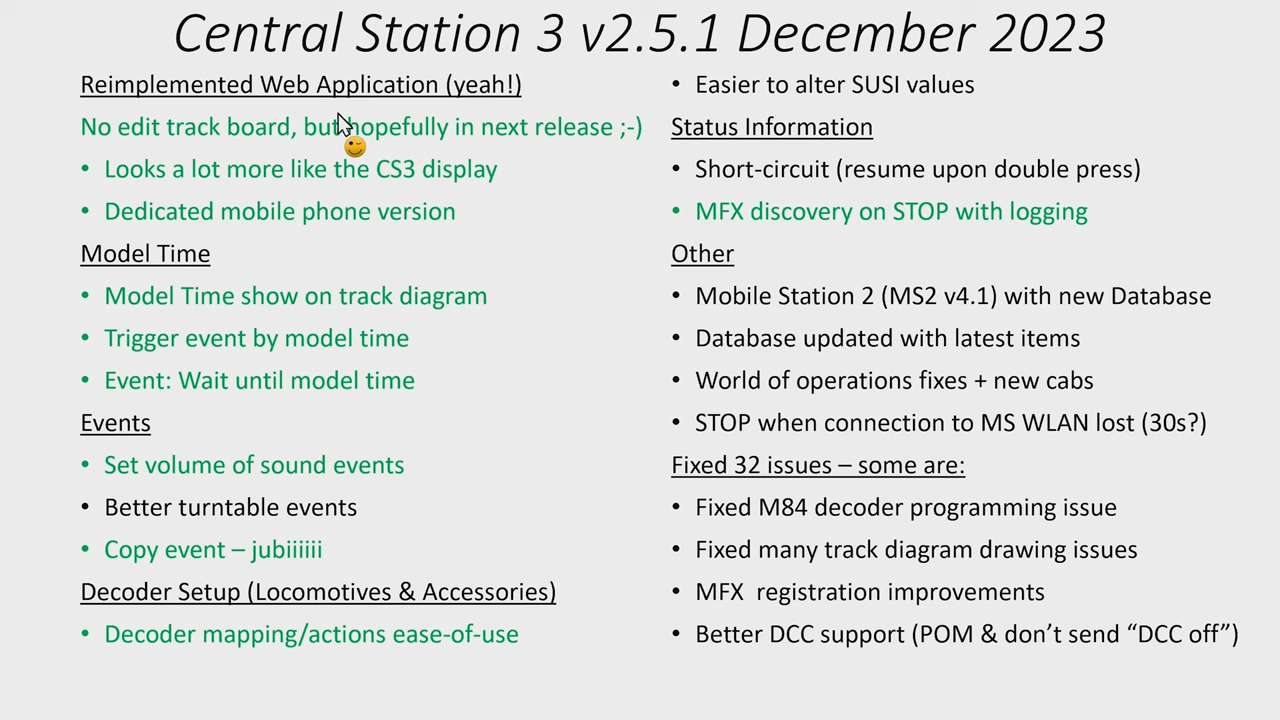 Central Station 3 v2.5.1 December 2023
Reimplemented Web Application (yeah!)
No edit track board, but hopefully in next release ;-)
• Looks a lot more like the CS3 display
• Dedicated mobile phone version
Model Time
• Model Time show on track diagram
• Trigger event by model time
• Event: Wait until model time
Events
• Set volume of sound events
• Better turntable events
• Copy event – jubiiiiii
Decoder Setup (Locomotives & Accessories)
• Decoder mapping/actions ease-of-use
• Easier to alter SUSI values
Status Information
• Short-circuit (resume upon double press)
• MFX discovery on STOP with logging
Other
• Mobile Station 2 (MS2 v4.1) with new Database
• Database updated with latest items
• World of operations fixes + new cabs
• STOP when connection to MS WLAN lost (30s?)
Fixed 32 issues – some are:
• Fixed M84 decoder programming issue
• Fixed many track diagram drawing issues
• MFX  registration improvements
• Better DCC support (POM & don’t send “DCC off”)